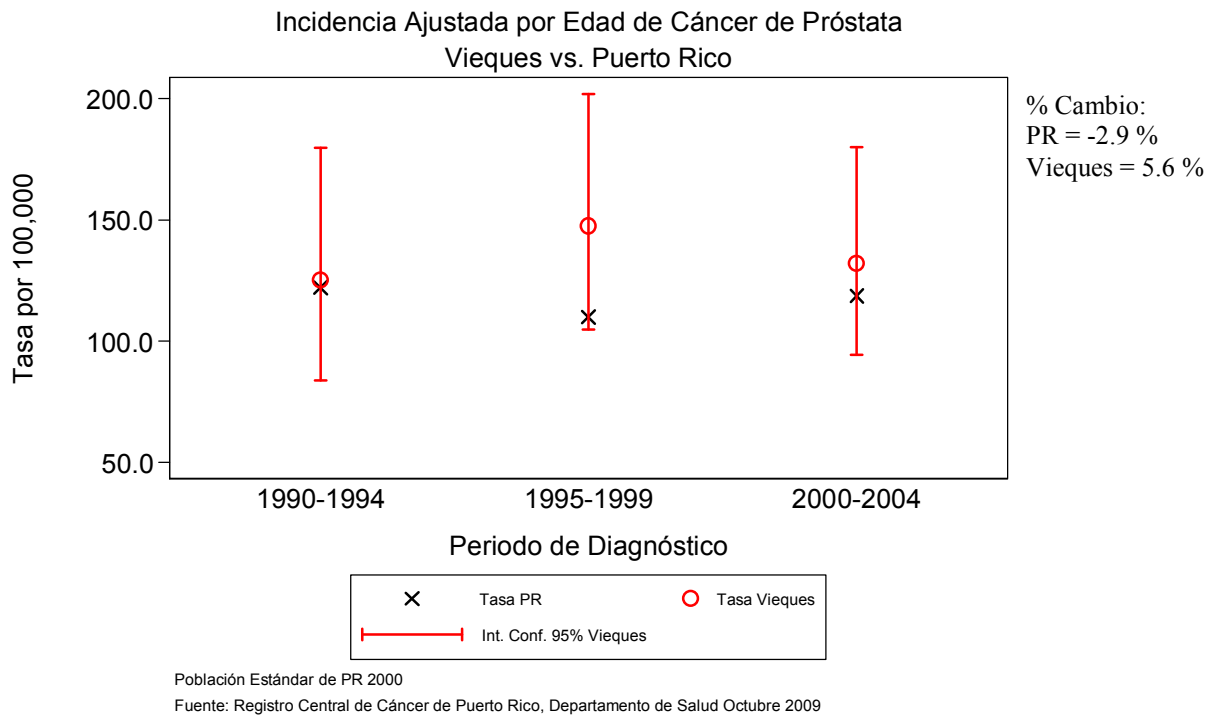 Incidencia Ajustada por Edad de Cáncer de Próstata
Vieques vs. Puerto Rico
% Cambio:
PR = -2.9 %
Vieques = 5.6 %
Tasa por 100,000
200.0
150.0
100.0
50.0
1990-1994
1995-1999
2000-2004
Periodo de Diagnóstico
Tasa PR
Tasa Vieques
Int. Conf. 95% Vieques
Población Estándar de PR 2000
Fuente: Registro Central de Cáncer de Puerto Rico, Departamento de Salud Octubre 2009